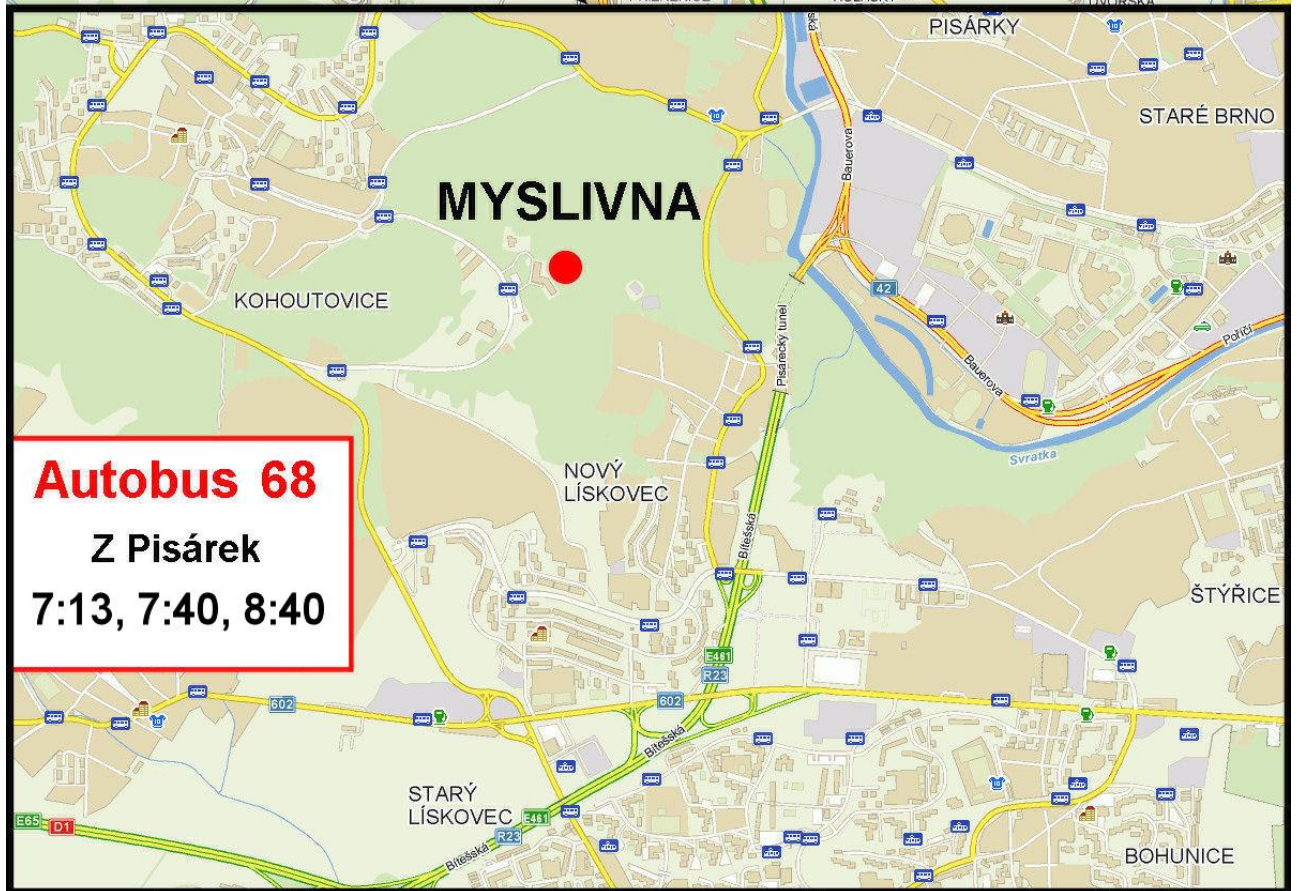 PISÁRKY
STARÉ BRNO
MYSLIVNA
Bauerova
42
KOHOUTOVICE
Pisárecký tunel
Bauerova
Poříčí
Svratka
Autobus 68
Z Pisárek
7:13, 7:40, 8:40
NOVÝ
LÍSKOVEC
Bítešská
ŠTÝŘICE
E461
R23
602
602
Bítešská
STARÝ
LÍSKOVEC
E65
D1
E461
R23
Bítešská
BOHUNICE